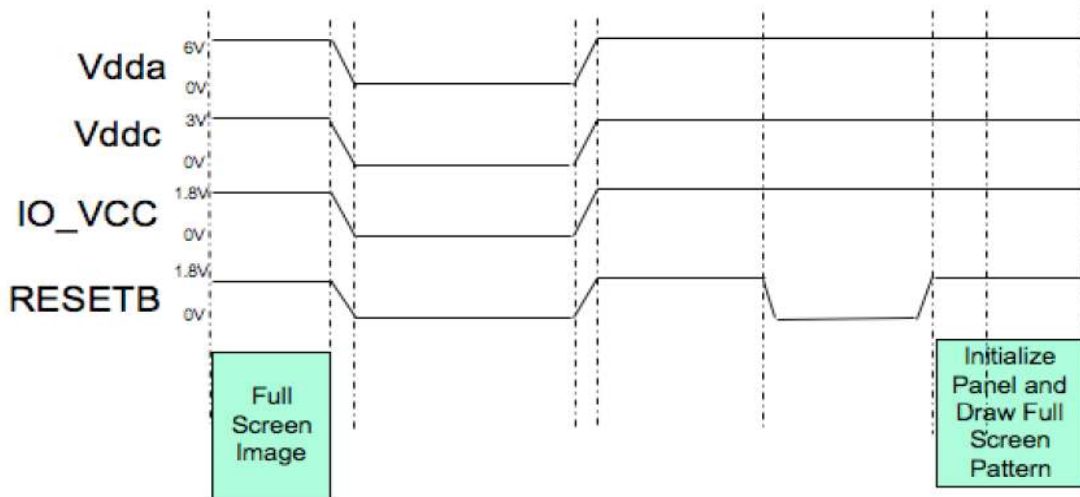 Vdda
6V
0V
Vddc
3V
0V
IO_VCC
1.8V
0V
RESETB
1.8V
0V
Full
Screen
Image
Initialize
Panel and
Draw Full
Screen
Pattern